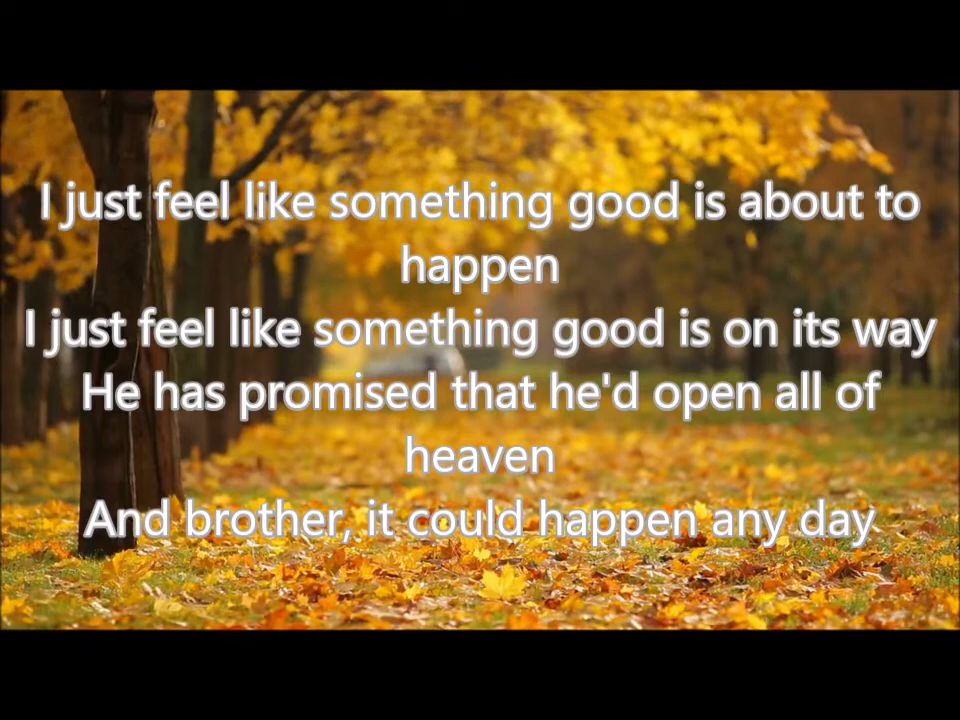 I just feel like something good is about to
happen
I just feel like something good is on its way
He has promised that he'd open all of
heaven
And brother, it could happen any day